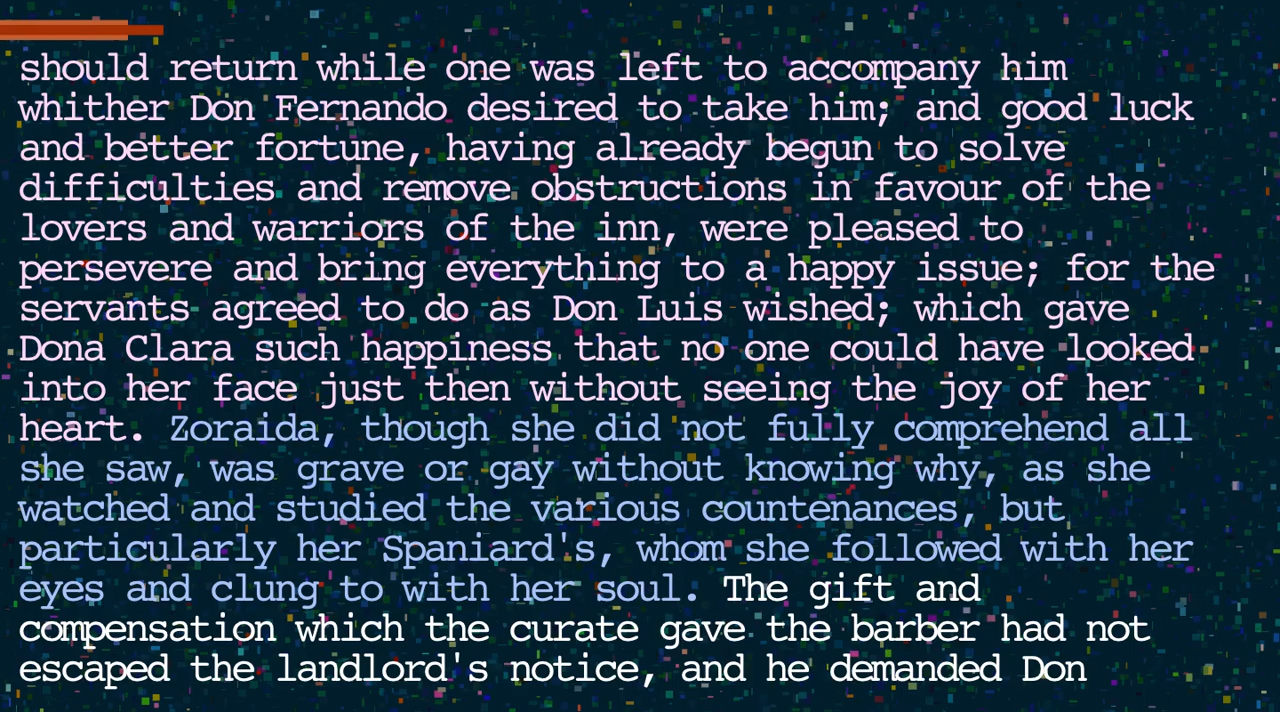 should return while one was left to accompany him
whither Don Fernando desired to take him; and good luck
and better fortune, having already begun to solve
difficulties and remove obstructions in favour of the
lovers and warriors of the inn, were pleased to
persevere and bring everything to a happy issue; for the
servants agreed to do as Don Luis wished; which gave
Dona Clara such happiness that no one could have looked
into her face just then without seeing the joy of her
heart. Zoraida, though she did not fully comprehend all
she saw, was grave or gay without knowing why, as she
watched and studied the various countenances, but
particularly her Spaniard's, whom she followed with her
eyes and clung to with her soul. The gift and
compensation which the curate gave the barber had not
escaped the landlord's notice, and he demanded Don